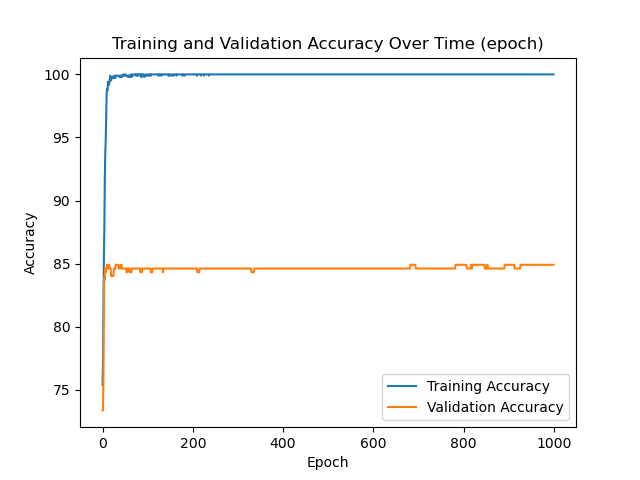 Training and Validation Accuracy Over Time (epoch)
100
95
90
85
80
75
Accuracy
Training Accuracy
Validation Accuracy
0 200 400 600 800 1000
Epoch